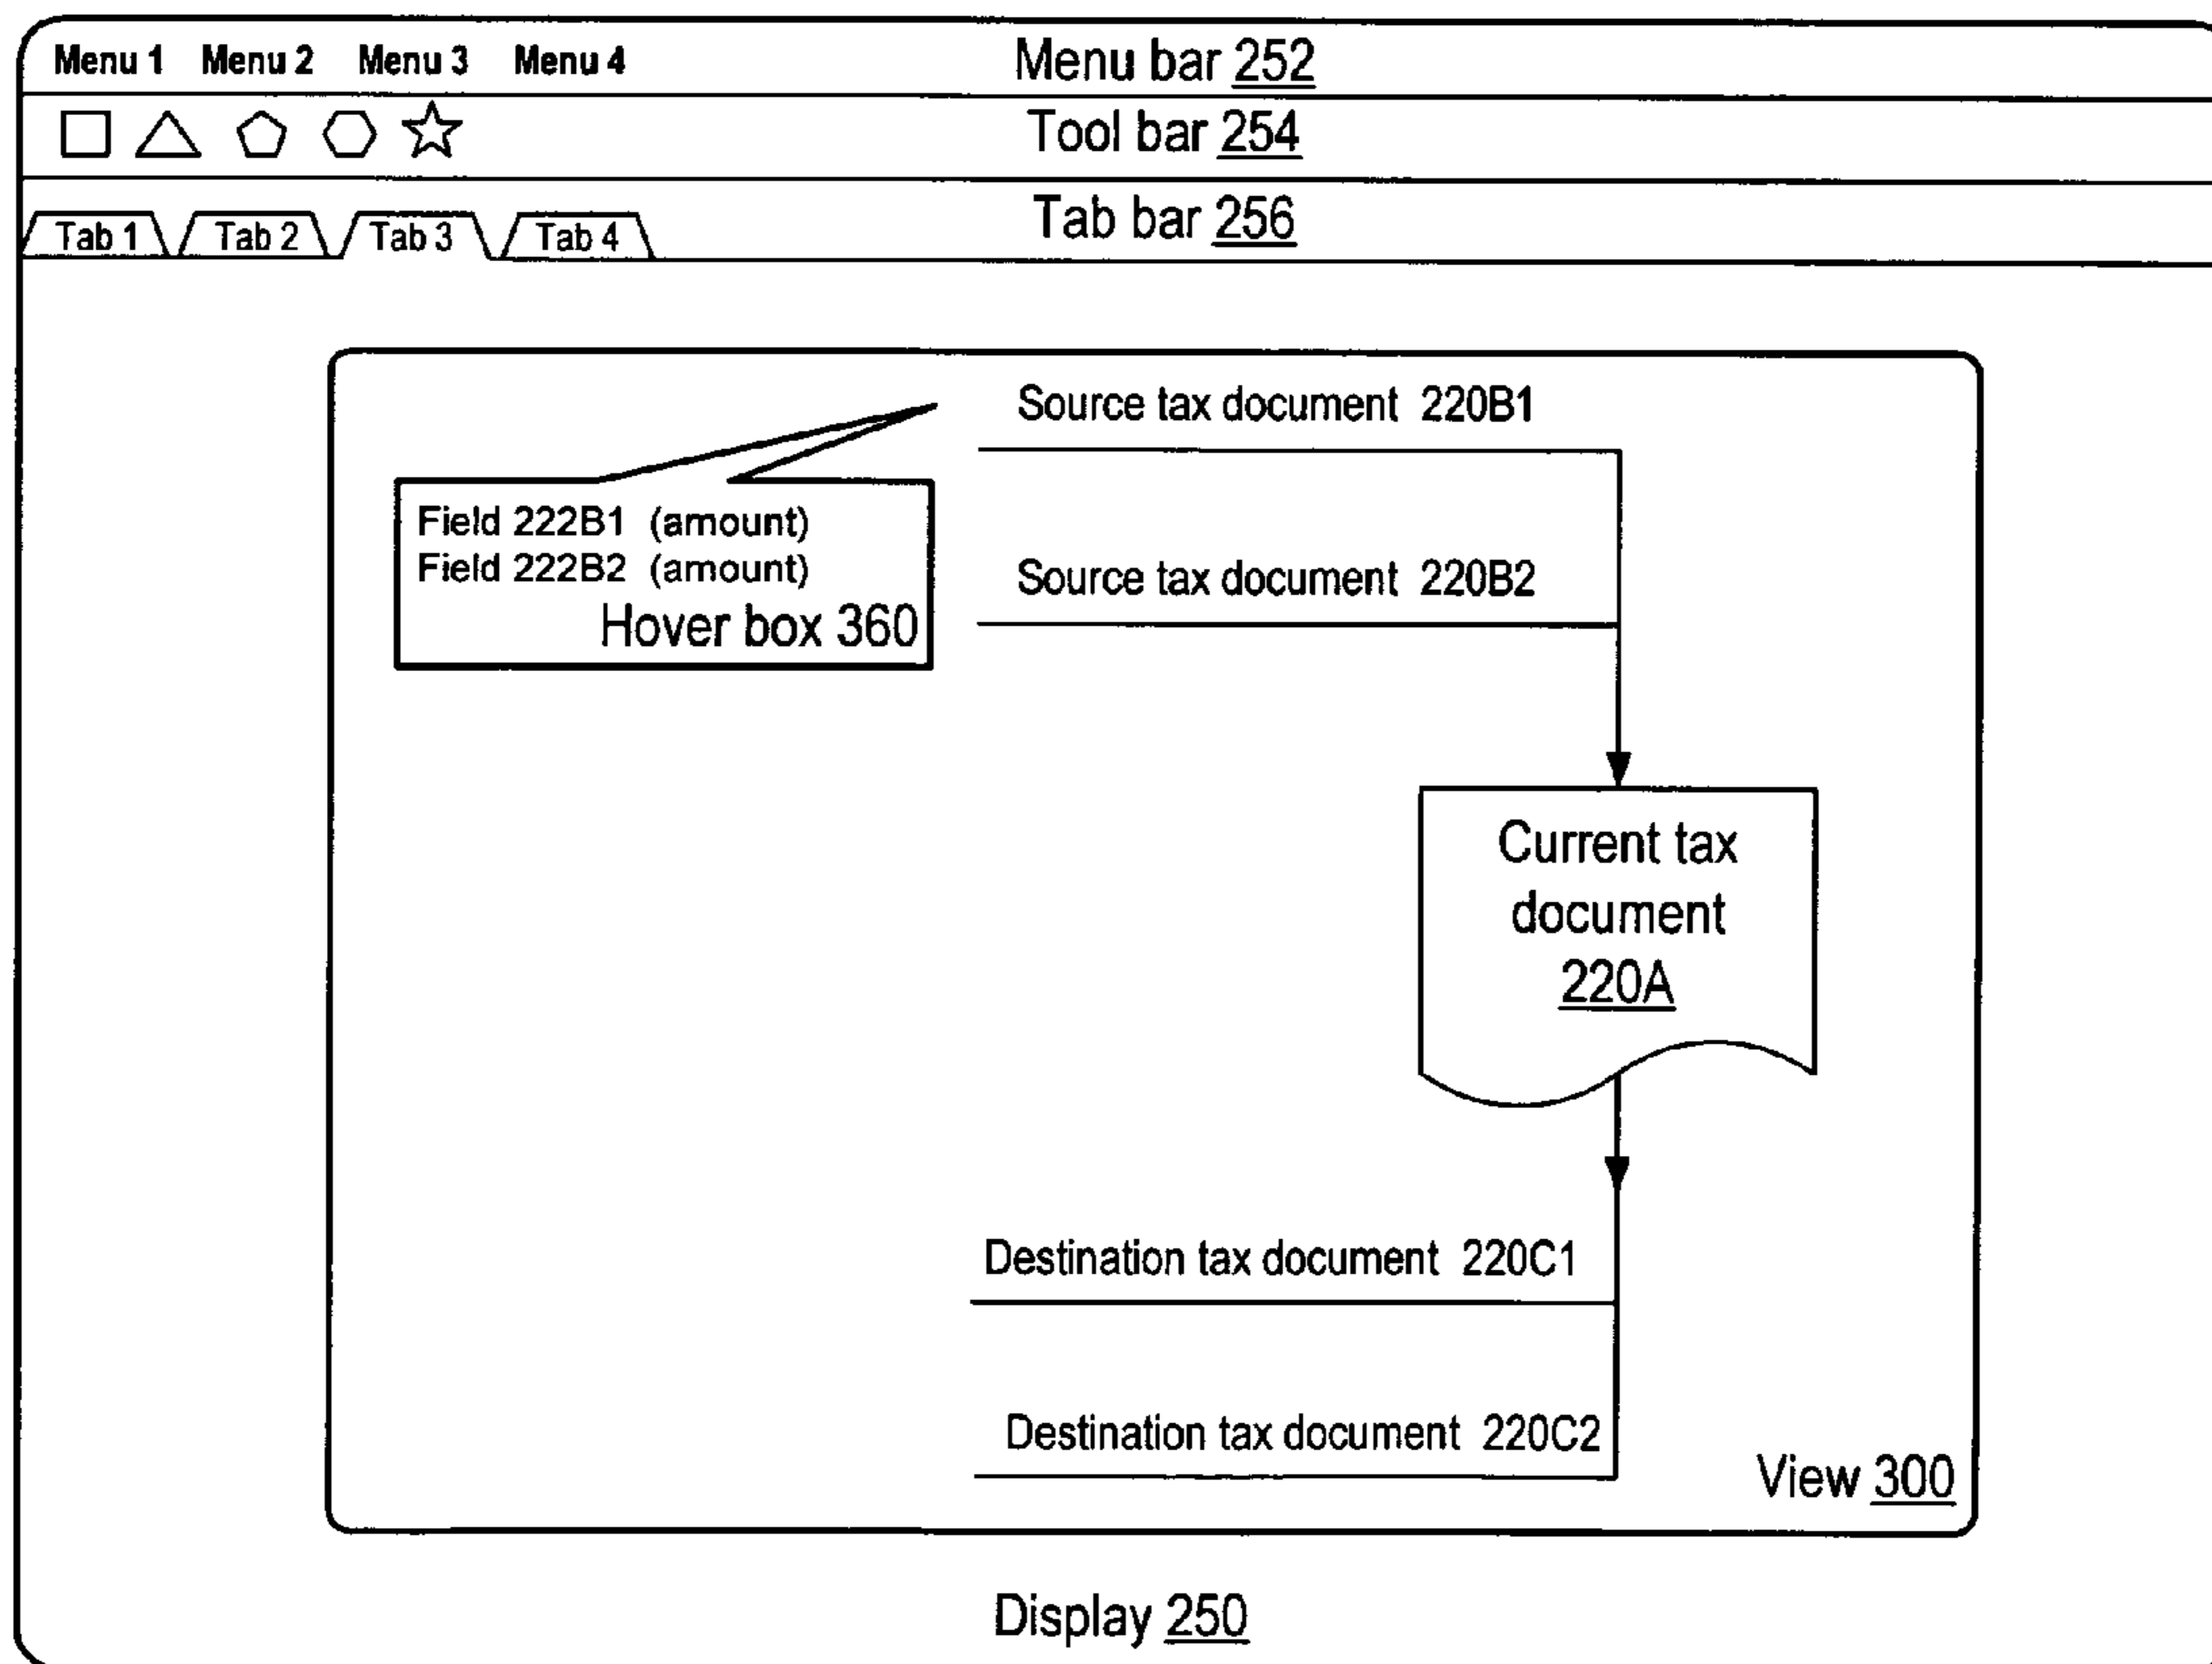 Menu 1 Menu 2 Menu 3 Menu 4 Menu bar 252
Tool bar 254
Tab bar 256
Tab 1 Tab 2 Tab 3 Tab 4
Source tax document 220B1
Field 222B1 (amount)
Field 222B2 (amount)
Hover box 360
Source tax document 220B2
Current tax
document
220A
Destination tax document 220C1
Destination tax document 220C2
View 300
Display 250